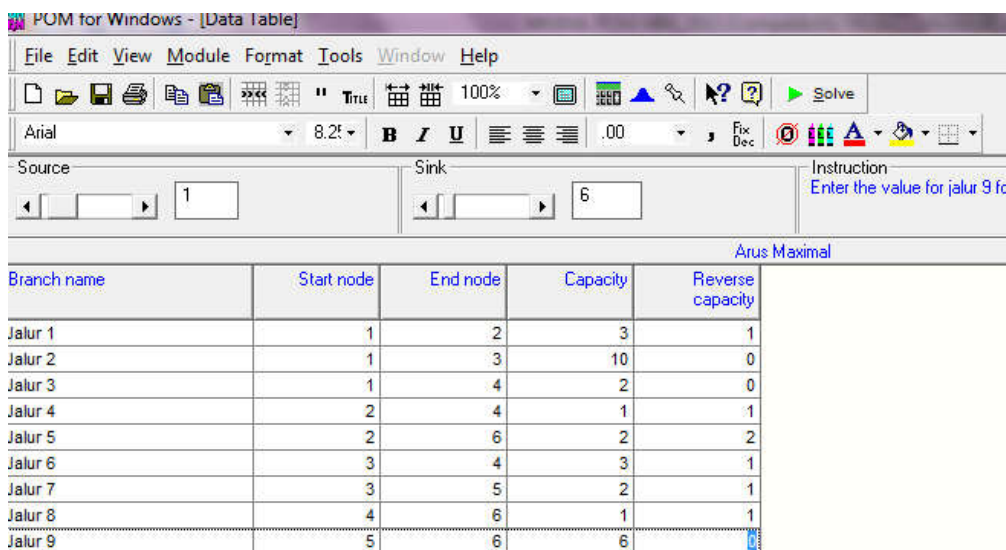 POM for Windows - [Data Table]
File Edit View Module Format Tools Window Help
TITLE 100% Solve
Arial 8.2 B I U .00 , Fix Dec 0 A
Source Sink Instruction
1 6 Enter the value for jalur 9 fo
Arus Maximal
Branch name Start node End node Capacity Reverse capacity
Jalur 1 1 2 3 1
Jalur 2 1 3 10 0
Jalur 3 1 4 2 0
Jalur 4 2 4 1 1
Jalur 5 2 6 2 2
Jalur 6 3 4 3 1
Jalur 7 3 5 2 1
Jalur 8 4 6 1 1
Jalur 9 5 6 6 0